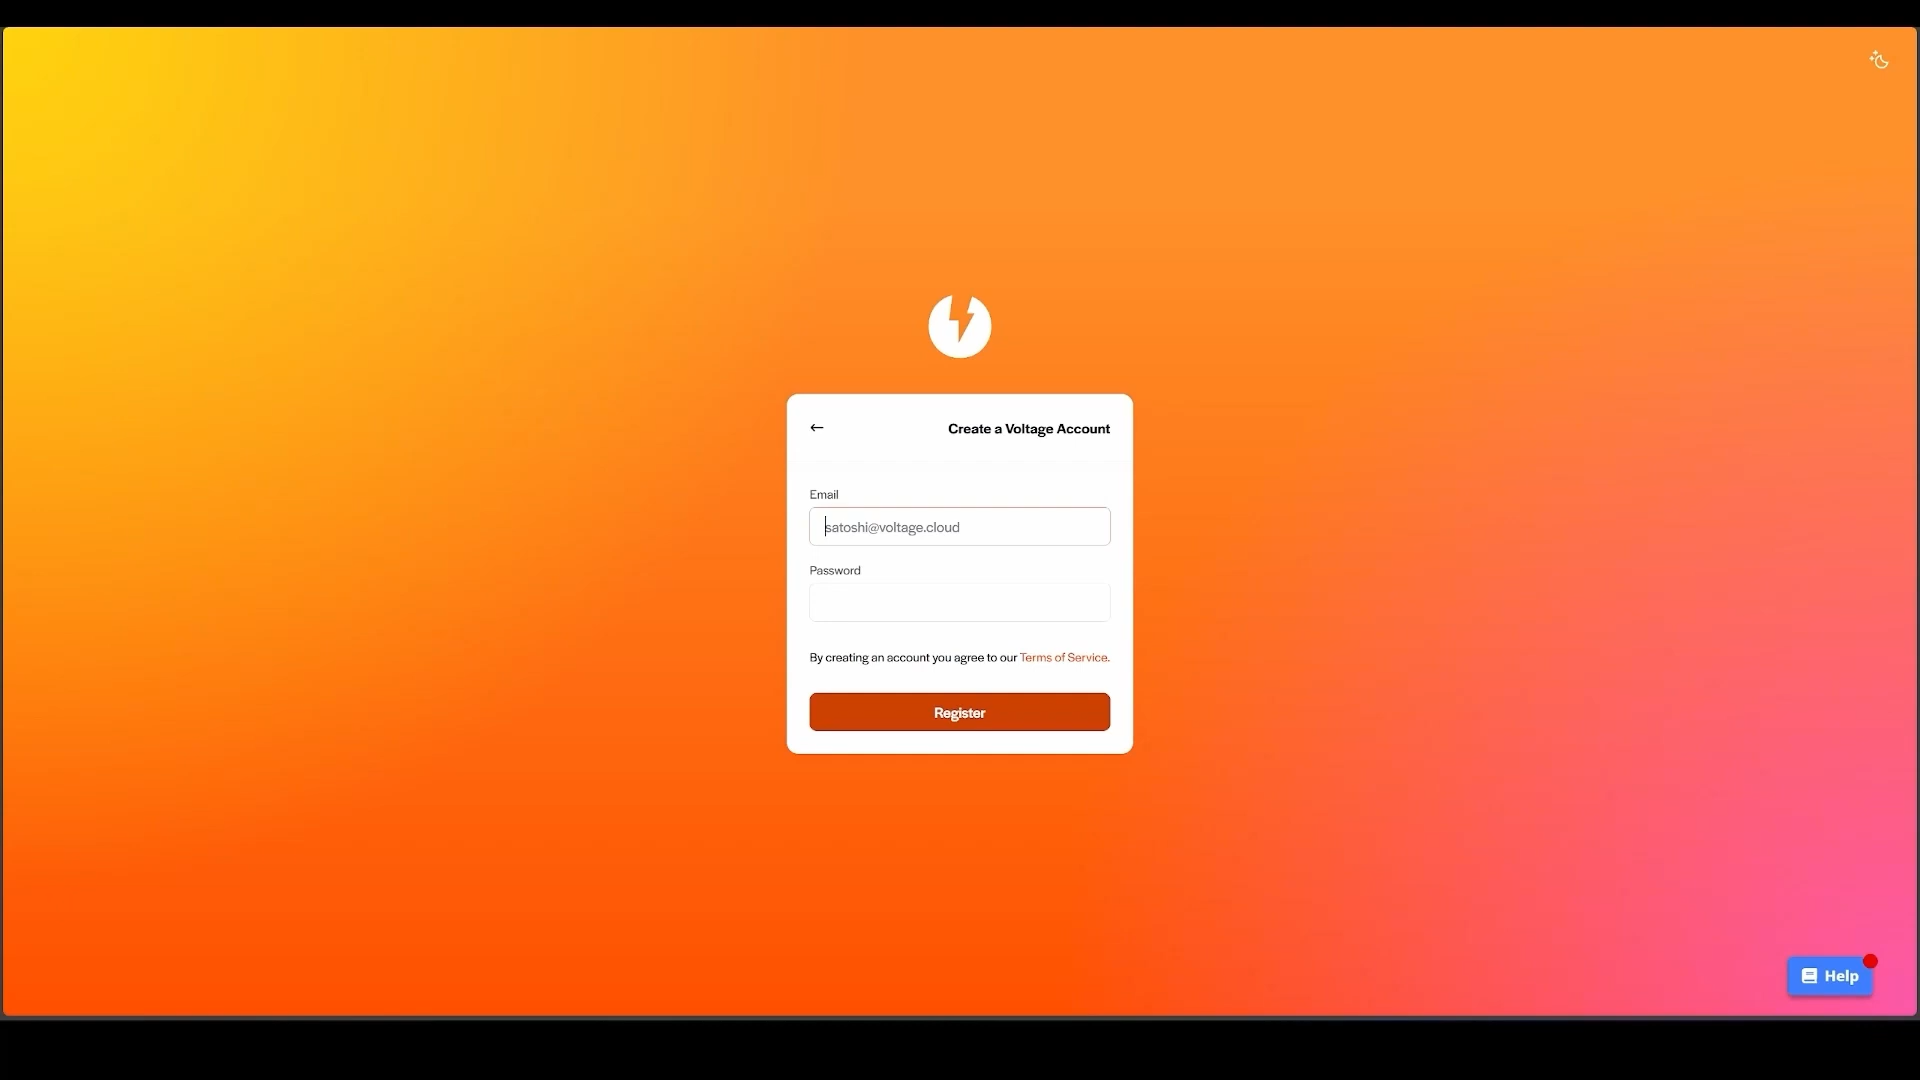 Create a Voltage Account
Email
satoshi@voltage.cloud
Password
By creating an account you agree to our Terms of Service.
Register
Help